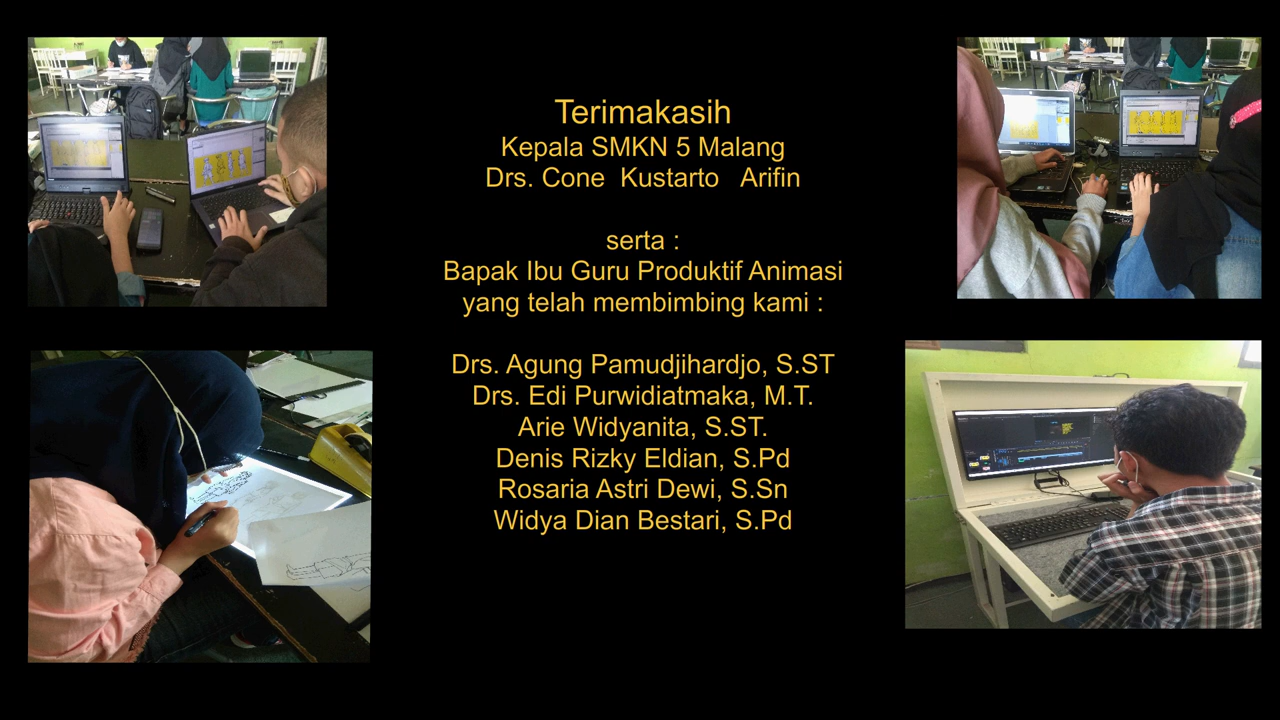 Terimakasih
Kepala SMKN 5 Malang
Drs. Cone Kustarto Arifin
serta :
Bapak Ibu Guru Produktif Animasi
yang telah membimbing kami :
Drs. Agung Pamudjihardjo, S.ST
Drs. Edi Purwidiatmaka, M.T.
Arie Widyanita, S.ST.
Denis Rizky Eldian, S.Pd
Rosaria Astri Dewi, S.Sn
Widya Dian Bestari, S.Pd